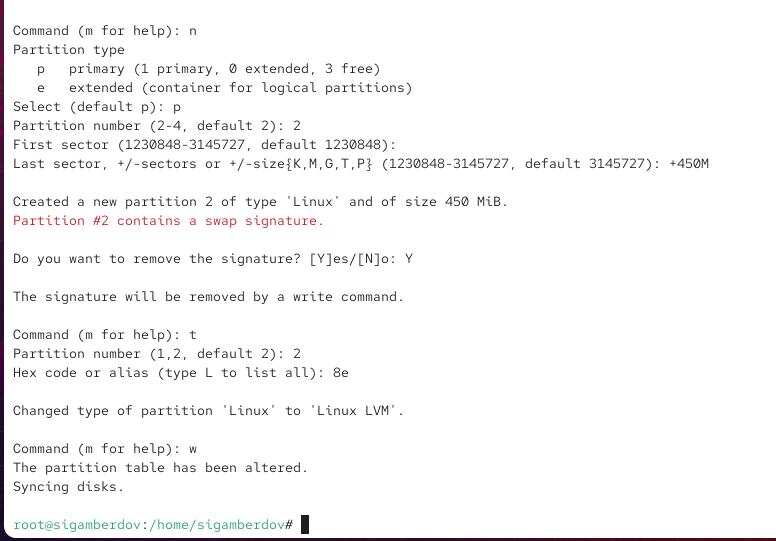 Command (m for help): n
Partition type
   p   primary (1 primary, 0 extended, 3 free)
   e   extended (container for logical partitions)
Select (default p): p
Partition number (2-4, default 2): 2
First sector (1230848-3145727, default 1230848):
Last sector, +/-sectors or +/-size{K,M,G,T,P} (1230848-3145727, default 3145727): +450M
Created a new partition 2 of type 'Linux' and of size 450 MiB.
Partition #2 contains a swap signature.
Do you want to remove the signature? [Y]es/[N]o: Y
The signature will be removed by a write command.
Command (m for help): t
Partition number (1,2, default 2): 2
Hex code or alias (type L to list all): 8e
Changed type of partition 'Linux' to 'Linux LVM'.
Command (m for help): w
The partition table has been altered.
Syncing disks.
root@sigamberdov:/home/sigamberdov#